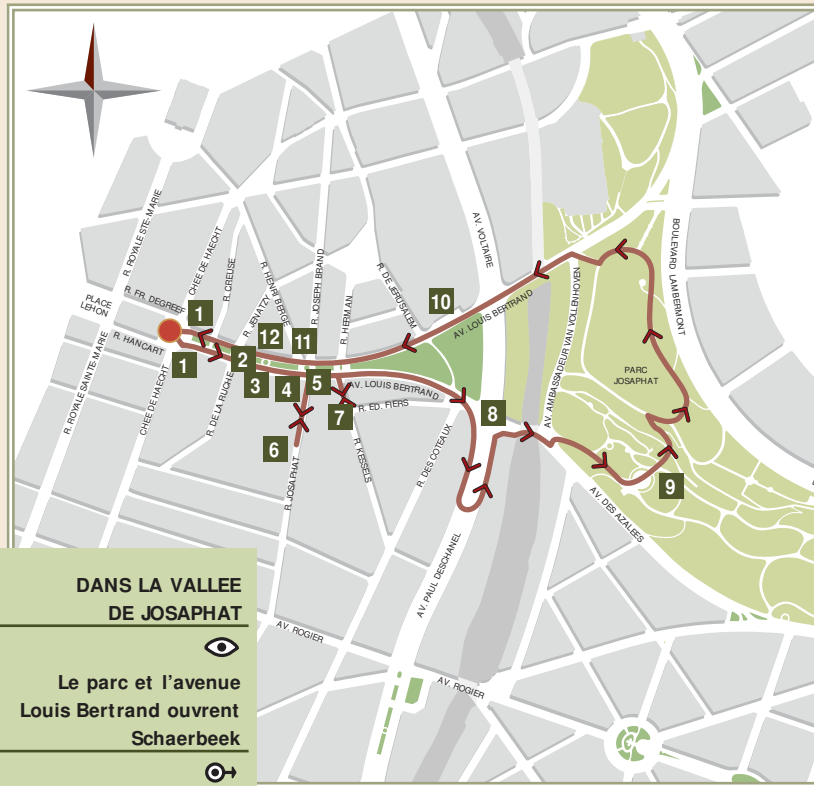 R. ROYALE STE-MARIE
CHEE DE HAECHT
R. CREUSE
R. FR. DEGREEF
PLACE
LEHON
R. HANCART
R. ROYALE SAINTE-MARIE
CHEE DE HAECHT
R. DE LA RUCHE
R. JENATZY
R. HENRI BERGE
R. JOSEPH BRAND
R. HERMAN
R. DE JERUSALEM
AV. VOLTAIRE
AV. LOUIS BERTRAND
AV. AMBASSADEUR VAN VOLLENHOVEN
BOULEVARD LAMBERMONT
PARC
JOSAPHAT
AV. LOUIS BERTRAND
R. ED. FIERS
R. KESSELS
R. JOSAPHAT
R. DES COTEAUX
AV. PAUL DESCHANEL
AV. DES AZALEES
AV. ROGIER
AV. ROGIER
1
1
2
3
4
5
6
7
8
9
10
11
12
DANS LA VALLEE
DE JOSAPHAT
Le parc et l'avenue
Louis Bertrand ouvrent
Schaerbeek